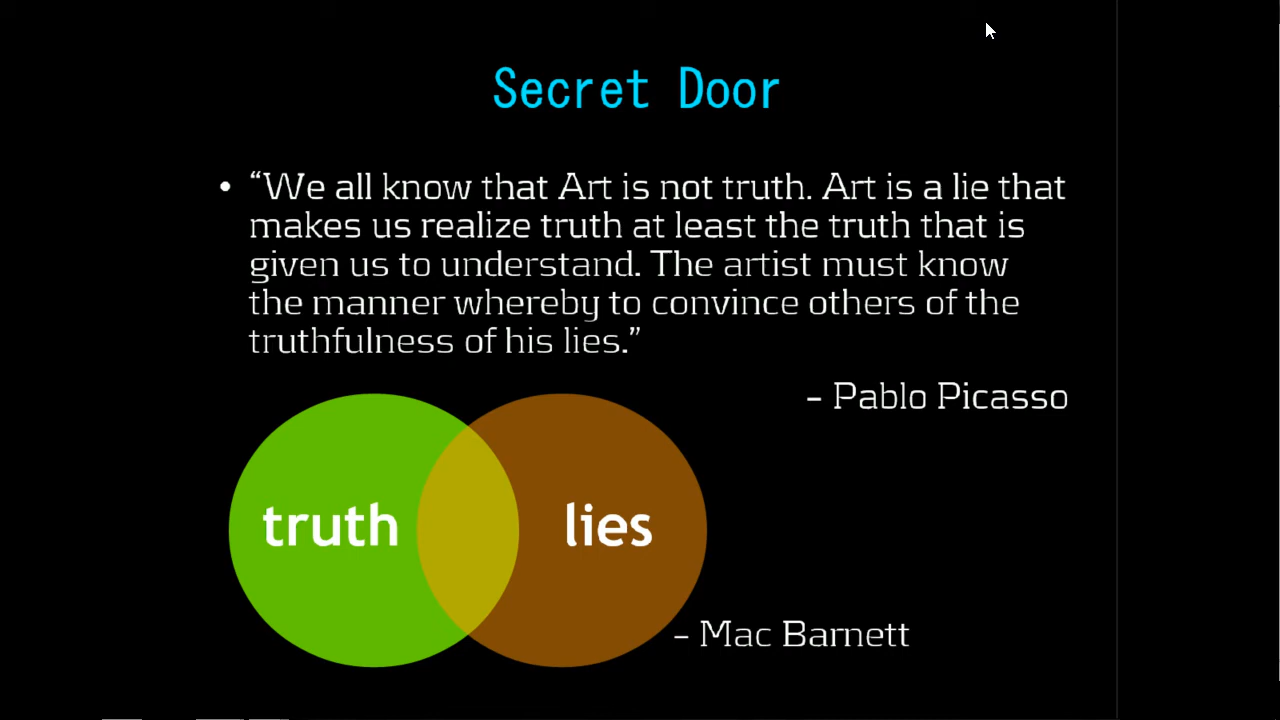 Secret Door
• “We all know that Art is not truth. Art is a lie that
makes us realize truth at least the truth that is
given us to understand. The artist must know
the manner whereby to convince others of the
truthfulness of his lies.”
– Pablo Picasso
truth
lies
– Mac Barnett